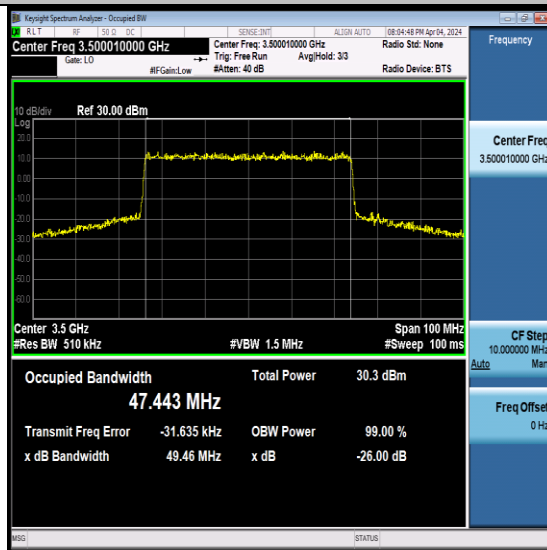 Keysight Spectrum Analyzer - Occupied BW
R L T RF 50 Ω DC SENSE:INT ALIGN AUTO 08:04:48 PM Apr 04, 2024
Center Freq 3.500010000 GHz Center Freq: 3.500010000 GHz Radio Std: None Frequency
Gate: LO Trig: Free Run Avg|Hold: 3/3
#IFGain:Low #Atten: 40 dB Radio Device: BTS
10 dB/div Ref 30.00 dBm
Log
20.0
10.0
0.00
-10.0
-20.0
-30.0
-40.0
-50.0
-60.0
Center Freq
3.500010000 GHz
Center 3.5 GHz Span 100 MHz
#Res BW 510 kHz #VBW 1.5 MHz #Sweep 100 ms
CF Step
10.000000 MHz
Auto Man
Occupied Bandwidth Total Power 30.3 dBm
47.443 MHz
Transmit Freq Error -31.635 kHz OBW Power 99.00 %
x dB Bandwidth 49.46 MHz x dB -26.00 dB
Freq Offset
0 Hz
MSG STATUS